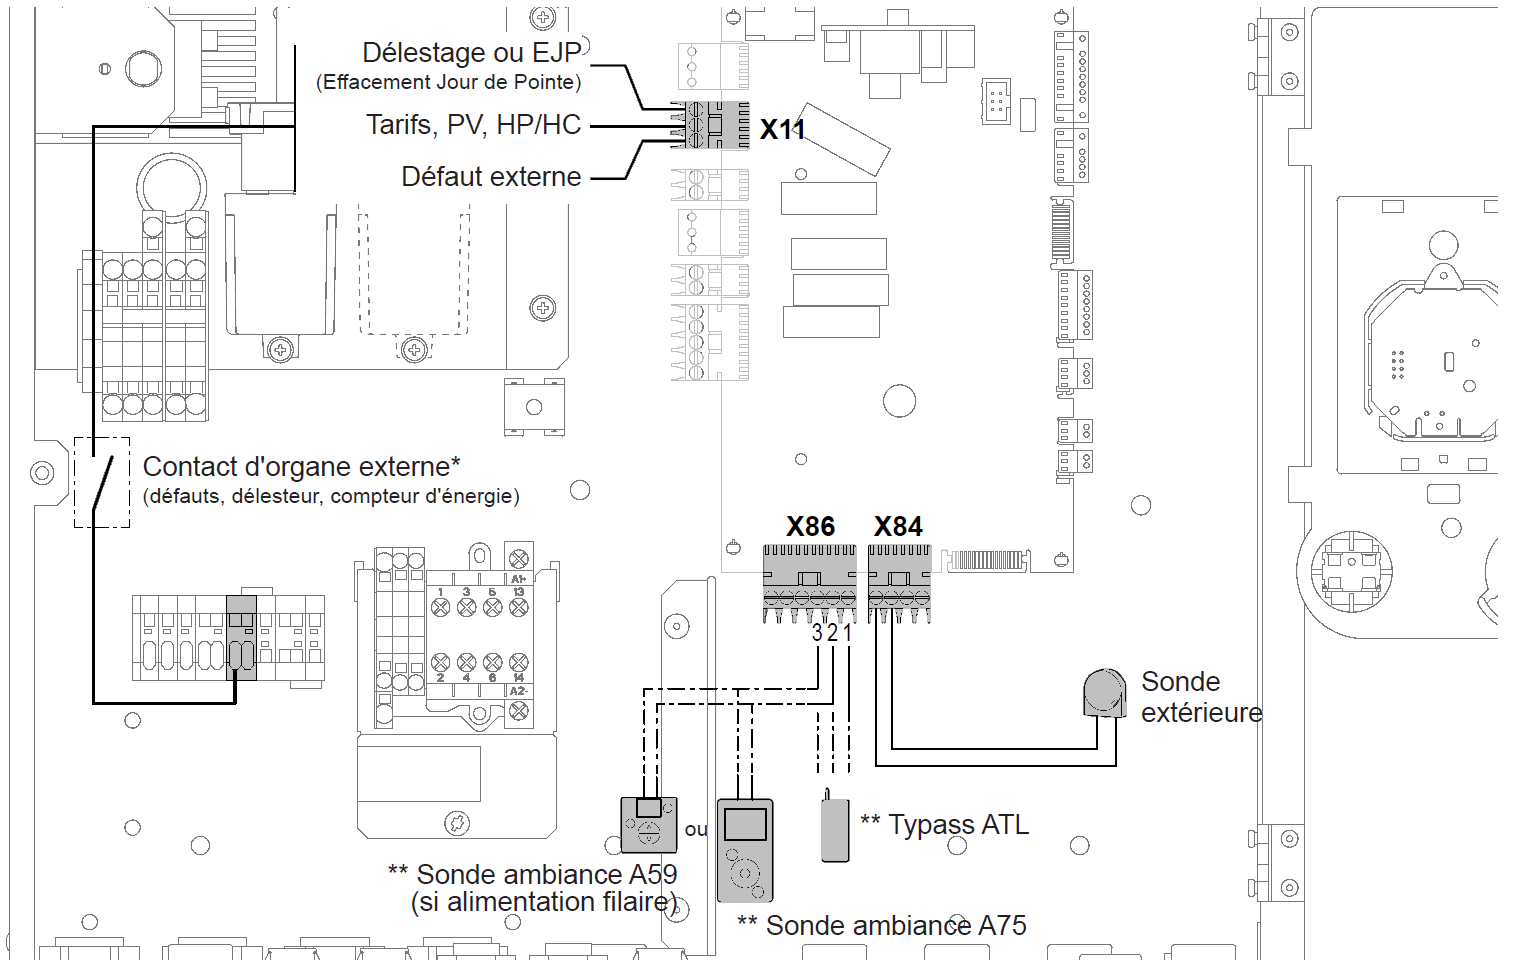 Délestage ou EJP
(Effacement Jour de Pointe)
Tarifs, PV, HP/HC
X11
Défaut externe
Contact d'organe externe*
(défauts, délesteur, compteur d'énergie)
X86
X84
A1+
1 3 5 13
2 4 6 14
A2-
3 2 1
Sonde
extérieure
ou
** Typass ATL
** Sonde ambiance A59
(si alimentation filaire)
** Sonde ambiance A75